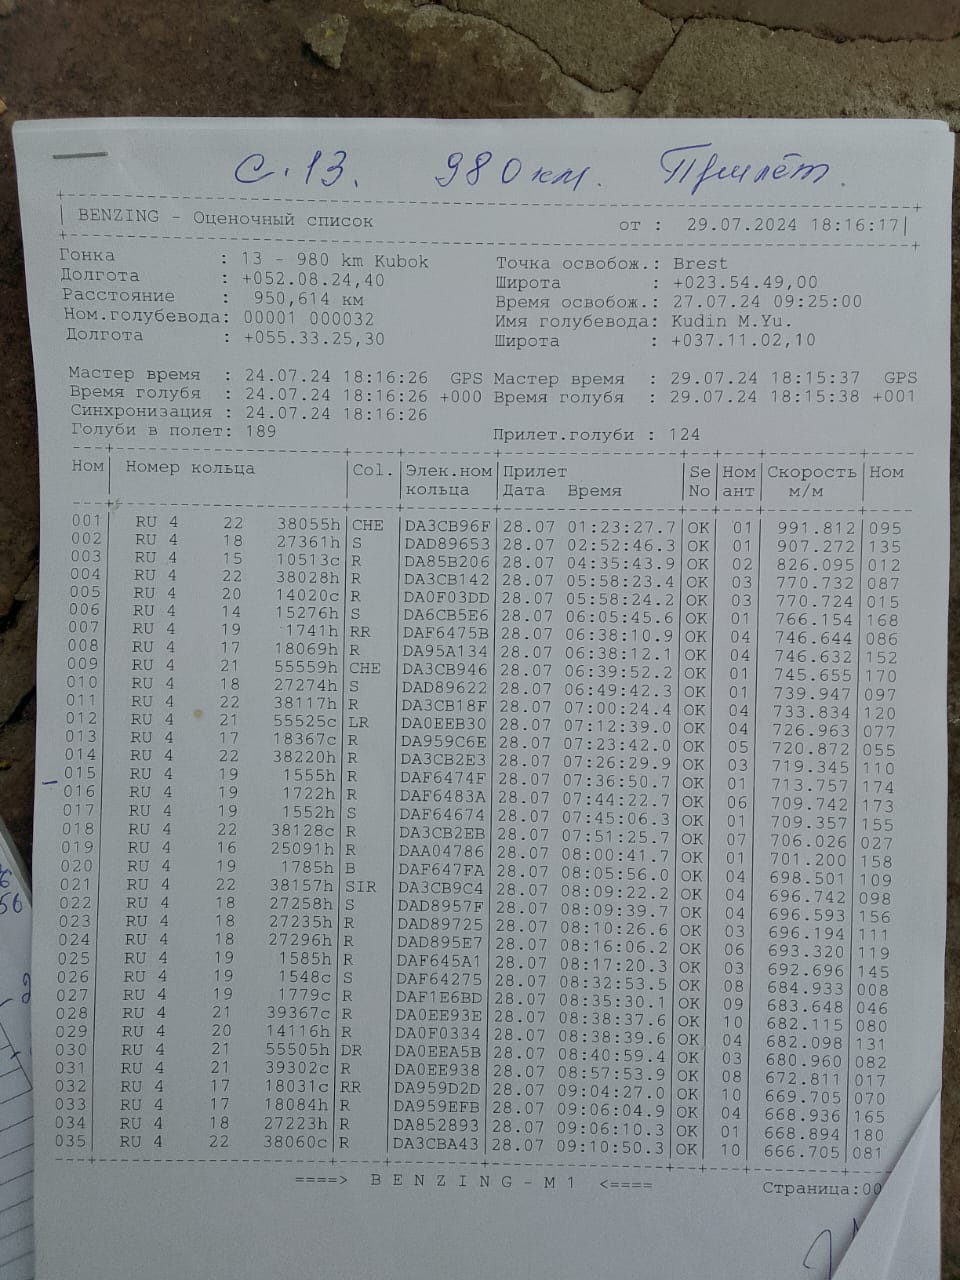 с. 13. 980 км. Прилёт.
BENZING - Оценочный список от : 29.07.2024 18:16:17
Гонка : 13 - 980 km Kubok Точка освобож.: Brest
Долгота : +052.08.24,40 Широта : +023.54.49,00
Расстояние : 950,614 км Время освобож.: 27.07.24 09:25:00
Ном.голубевода: 00001 000032 Имя голубевода: Kudin M.Yu.
Долгота : +055.33.25,30 Широта : +037.11.02,10
Мастер время : 24.07.24 18:16:26 GPS Мастер время : 29.07.24 18:15:37 GPS
Время голубя : 24.07.24 18:16:26 +000 Время голубя : 29.07.24 18:15:38 +001
Синхронизация : 24.07.24 18:16:26
Голуби в полет: 189 Прилет.голуби : 124
Ном Номер кольца Col. Элек.ном Прилет Se Ном Скорость Ном
кольца Дата Время No ант м/м
001 RU 4 22 38055h CHE DA3CB96F 28.07 01:23:27.7 OK 01 991.812 095
002 RU 4 18 27361h S DAD89653 28.07 02:52:46.3 OK 01 907.272 135
003 RU 4 15 10513c R DA85B206 28.07 04:35:43.9 OK 02 826.095 012
004 RU 4 22 38028h R DA3CB142 28.07 05:58:23.4 OK 03 770.732 087
005 RU 4 20 14020c R DA0F03DD 28.07 05:58:24.2 OK 03 770.724 015
006 RU 4 14 15276h S DA6CB5E6 28.07 06:05:45.6 OK 01 766.154 168
007 RU 4 19 1741h RR DAF6475B 28.07 06:38:10.9 OK 04 746.644 086
008 RU 4 17 18069h R DA95A134 28.07 06:38:12.1 OK 04 746.632 152
009 RU 4 21 55559h CHE DA3CB946 28.07 06:39:52.2 OK 01 745.655 170
010 RU 4 18 27274h S DAD89622 28.07 06:49:42.3 OK 01 739.947 097
011 RU 4 22 38117h R DA3CB18F 28.07 07:00:24.4 OK 04 733.834 120
012 RU 4 21 55525c LR DA0EEB30 28.07 07:12:39.0 OK 04 726.963 077
013 RU 4 17 18367c R DA959C6E 28.07 07:23:42.0 OK 05 720.872 055
014 RU 4 22 38220h R DA3CB2E3 28.07 07:26:29.9 OK 03 719.345 110
015 RU 4 19 1555h R DAF6474F 28.07 07:36:50.7 OK 01 713.757 174
016 RU 4 19 1722h R DAF6483A 28.07 07:44:22.7 OK 06 709.742 173
017 RU 4 19 1552h S DAF64674 28.07 07:45:06.3 OK 01 709.357 155
018 RU 4 22 38128c R DA3CB2EB 28.07 07:51:25.7 OK 07 706.026 027
019 RU 4 16 25091h R DAA04786 28.07 08:00:41.7 OK 01 701.200 158
020 RU 4 19 1785h B DAF647FA 28.07 08:05:56.0 OK 04 698.501 109
021 RU 4 22 38157h SIR DA3CB9C4 28.07 08:09:22.2 OK 04 696.742 098
022 RU 4 18 27258h S DAD8957F 28.07 08:09:39.7 OK 04 696.593 156
023 RU 4 18 27235h R DAD89725 28.07 08:10:26.6 OK 03 696.194 111
024 RU 4 18 27296h R DAD895E7 28.07 08:16:06.2 OK 06 693.320 119
025 RU 4 19 1585h R DAF645A1 28.07 08:17:20.3 OK 03 692.696 145
026 RU 4 19 1548c S DAF64275 28.07 08:32:53.5 OK 08 684.933 008
027 RU 4 19 1779c R DAF1E6BD 28.07 08:35:30.1 OK 09 683.648 046
028 RU 4 21 39367c R DA0EE93E 28.07 08:38:37.6 OK 10 682.115 080
029 RU 4 20 14116h R DA0F0334 28.07 08:38:39.6 OK 04 682.098 131
030 RU 4 21 55505h DR DA0EEA5B 28.07 08:40:59.4 OK 03 680.960 082
031 RU 4 21 39302c R DA0EE938 28.07 08:57:53.9 OK 08 672.811 017
032 RU 4 17 18031c RR DA959D2D 28.07 09:04:27.0 OK 10 669.705 070
033 RU 4 17 18084h R DA959EFB 28.07 09:06:04.9 OK 04 668.936 165
034 RU 4 18 27223h R DA852893 28.07 09:06:10.3 OK 01 668.894 180
035 RU 4 22 38060c R DA3CBA43 28.07 09:10:50.3 OK 10 666.705 081
====> B E N Z I N G - M 1 <====
Страница:00